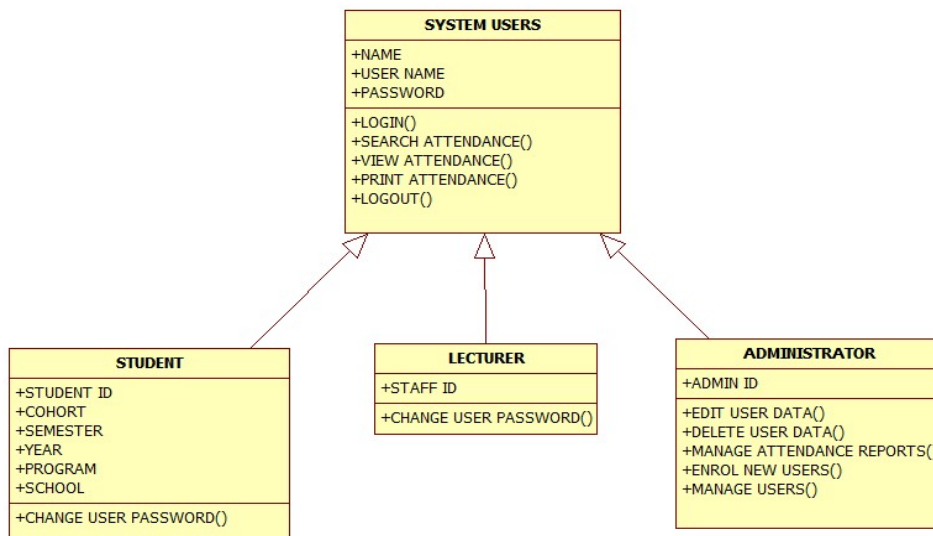 SYSTEM USERS
+NAME
+USER NAME
+PASSWORD
+LOGIN()
+SEARCH ATTENDANCE()
+VIEW ATTENDANCE()
+PRINT ATTENDANCE()
+LOGOUT()
STUDENT
+STUDENT ID
+COHORT
+SEMESTER
+YEAR
+PROGRAM
+SCHOOL
+CHANGE USER PASSWORD()
LECTURER
+STAFF ID
+CHANGE USER PASSWORD()
ADMINISTRATOR
+ADMIN ID
+EDIT USER DATA()
+DELETE USER DATA()
+MANAGE ATTENDANCE REPORTS()
+ENROL NEW USERS()
+MANAGE USERS()